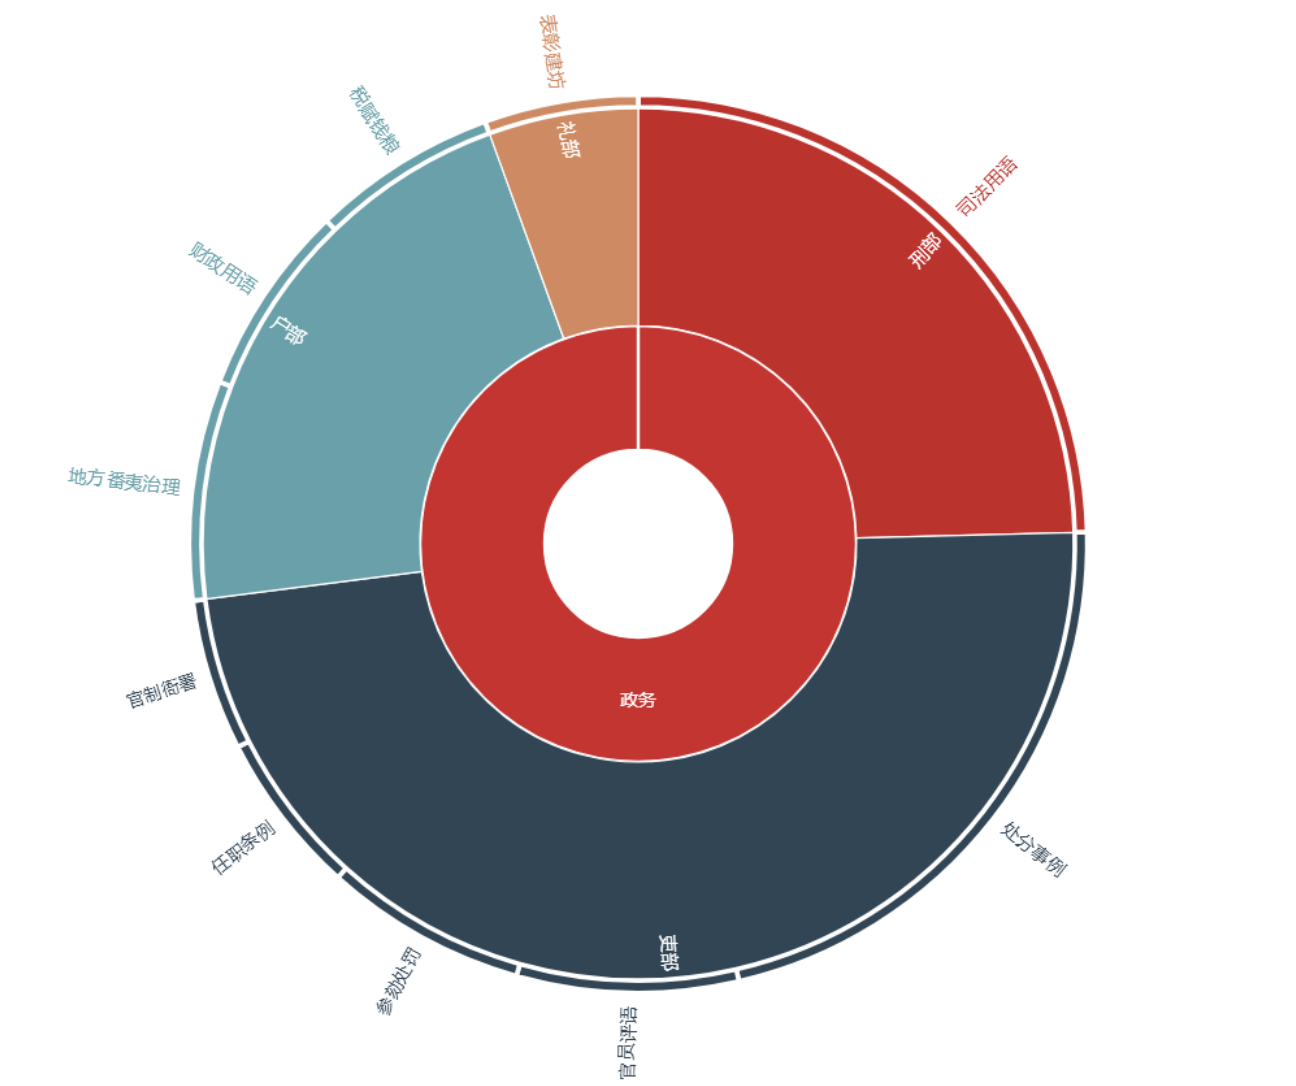 政务
刑部
司法用语
吏部
处分事例
官员评语
参劾处罚
任职条例
官制衙署
户部
地方番夷治理
财政用语
税赋钱粮
礼部
表彰建坊